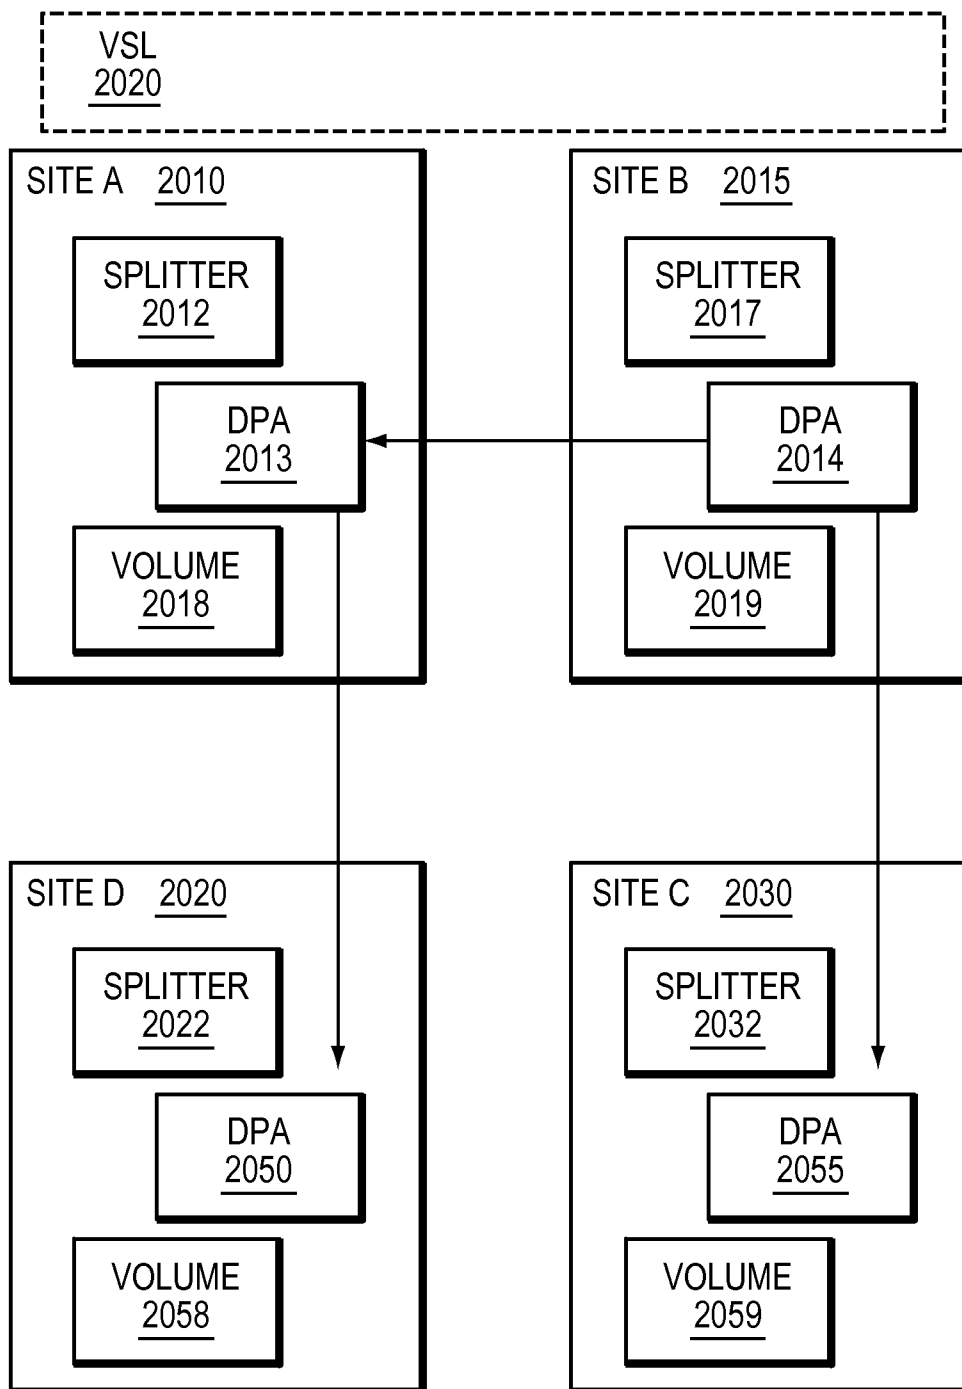 VSL
2020
SITE A 2010
SPLITTER
2012
DPA
2013
VOLUME
2018
SITE B 2015
SPLITTER
2017
DPA
2014
VOLUME
2019
SITE D 2020
SPLITTER
2022
DPA
2050
VOLUME
2058
SITE C 2030
SPLITTER
2032
DPA
2055
VOLUME
2059